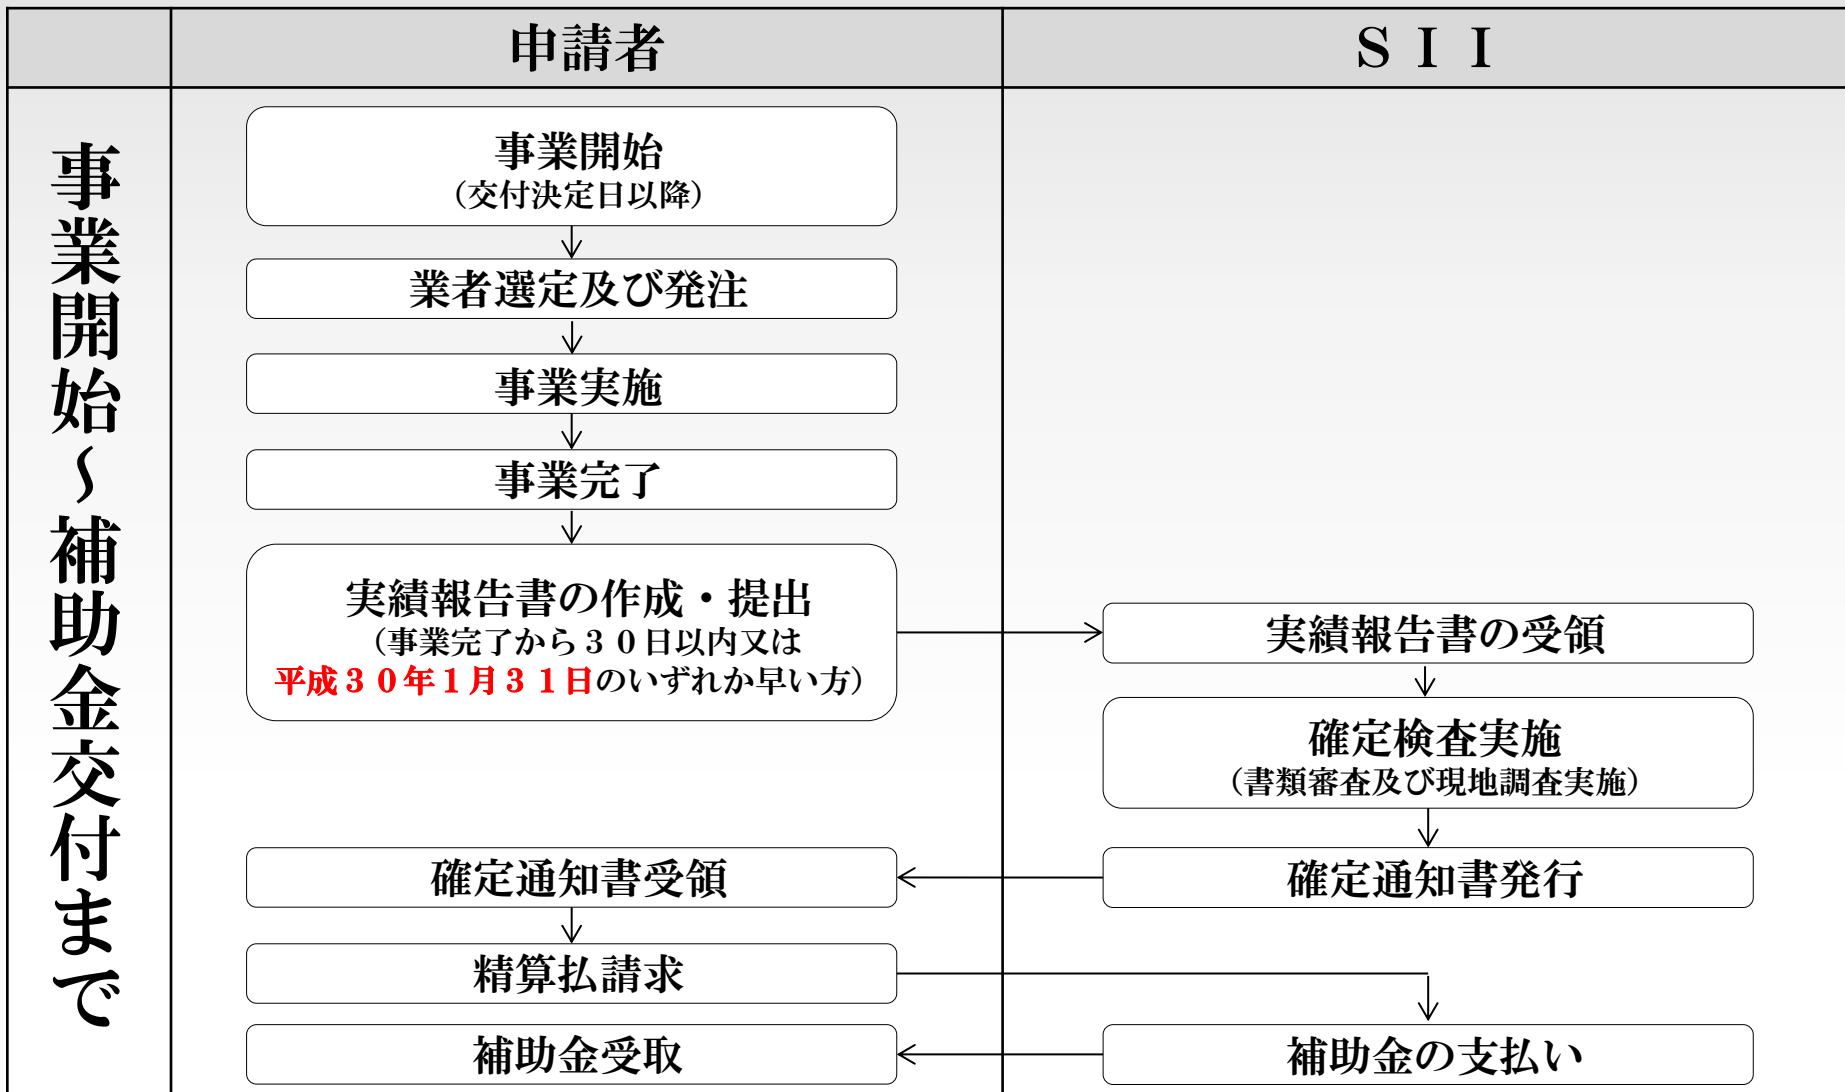 申請者
ＳＩＩ
事業開始～補助金交付まで
事業開始
（交付決定日以降）
業者選定及び発注
事業実施
事業完了
実績報告書の作成・提出
（事業完了から３０日以内又は
平成３０年１月３１日のいずれか早い方）
実績報告書の受領
確定検査実施
（書類審査及び現地調査実施）
確定通知書受領
確定通知書発行
精算払請求
補助金受取
補助金の支払い